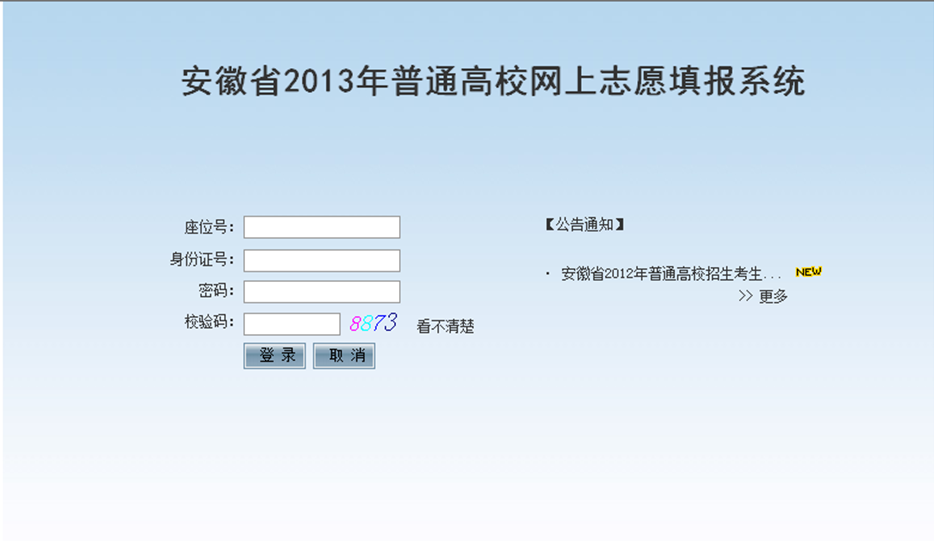 安徽省2013年普通高校网上志愿填报系统
座位号：
身份证号：
密码：
校验码： 8873 看不清楚
登 录 取 消
【公告通知】
· 安徽省2012年普通高校招生考生... NEW
>> 更多